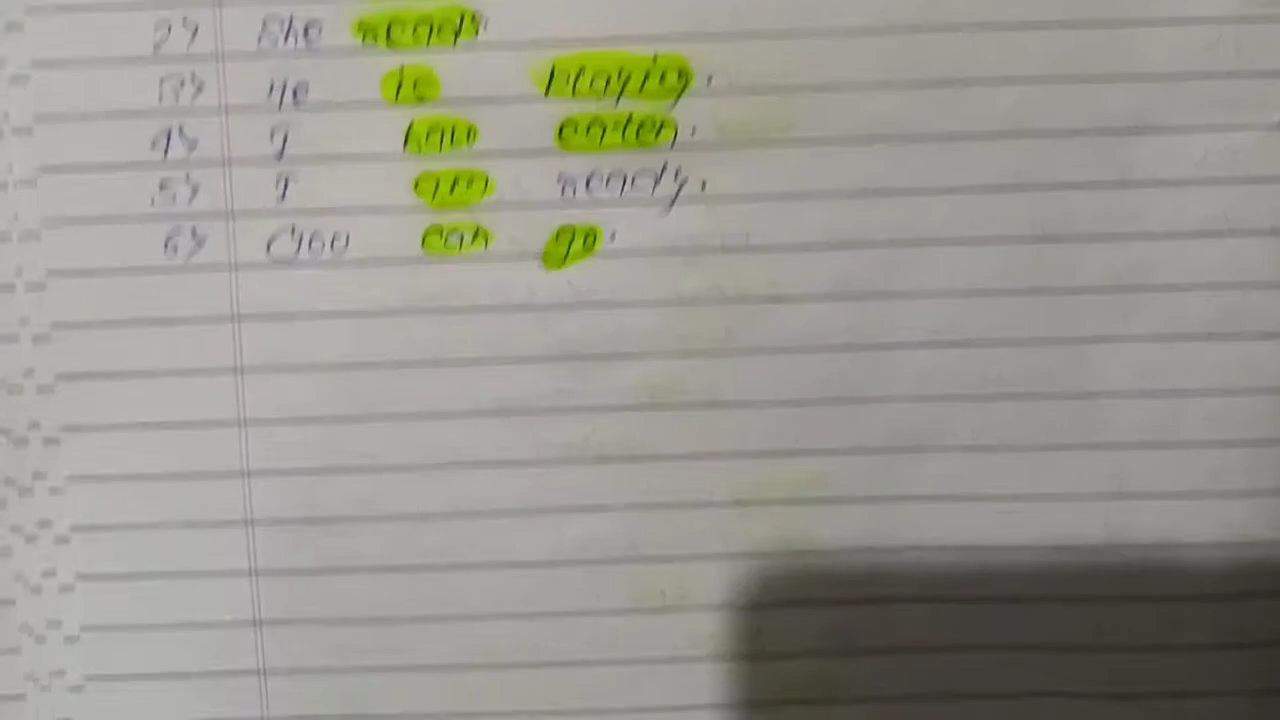 2) She reads.
3) He is playing.
4) I have eaten.
5) I am ready.
6) You can go.